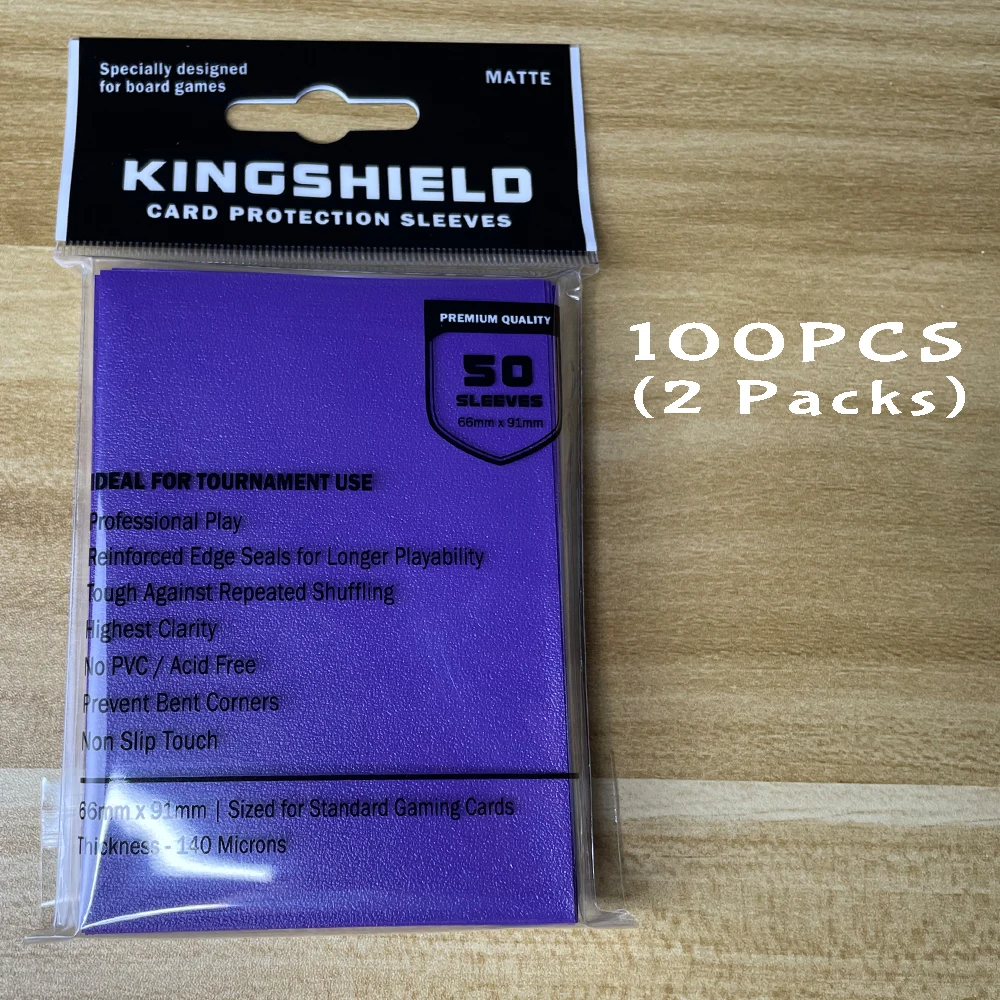 Specially designed
for board games
MATTE
KINGSHIELD
CARD PROTECTION SLEEVES
PREMIUM QUALITY
50
SLEEVES
66mm x 91mm
100PCS
(2 Packs)
IDEAL FOR TOURNAMENT USE
Professional Play
Reinforced Edge Seals for Longer Playability
Tough Against Repeated Shuffling
Highest Clarity
No PVC / Acid Free
Prevent Bent Corners
Non Slip Touch
66mm x 91mm | Sized for Standard Gaming Cards
Thickness - 140 Microns